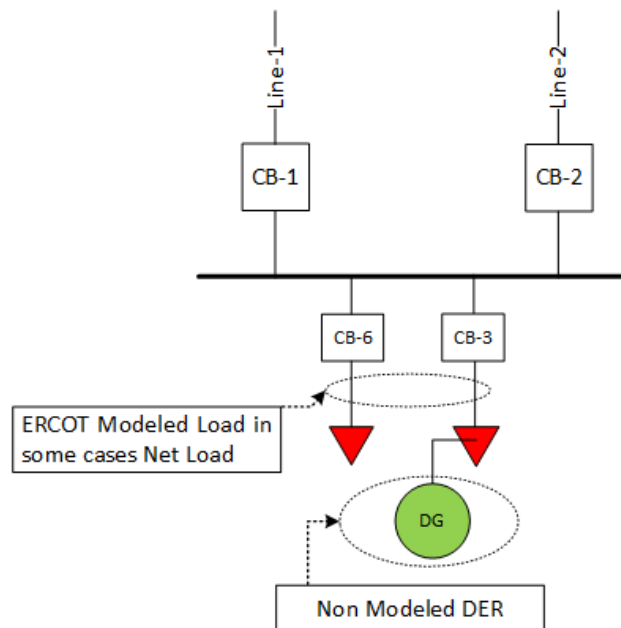 Line-1
Line-2
CB-1
CB-2
CB-6
CB-3
ERCOT Modeled Load in
some cases Net Load
DG
Non Modeled DER